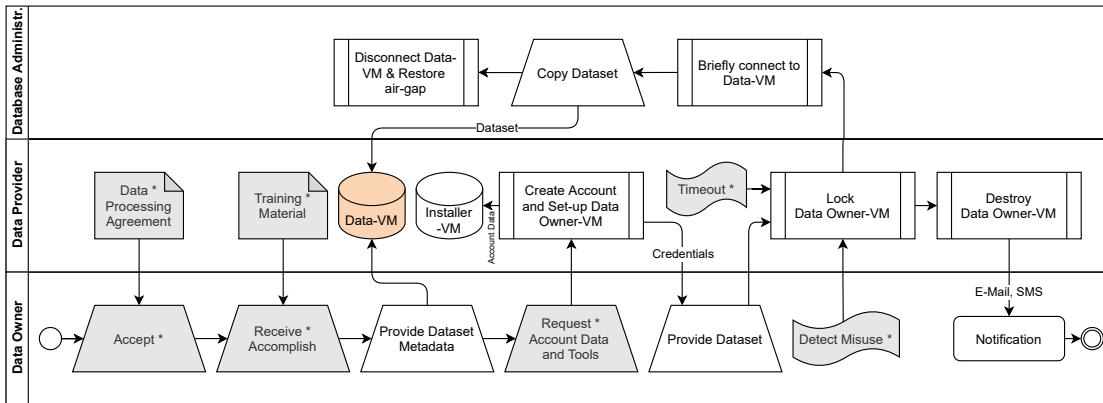 Database Administr.
Disconnect Data-
VM & Restore
air-gap
Copy Dataset
Briefly connect to
Data-VM
Dataset
Data Provider
Data *
Processing
Agreement
Training *
Material
Data-VM
Installer
-VM
Account Data
Create Account
and Set-up Data
Owner-VM
Credentials
Timeout *
Lock
Data Owner-VM
Destroy
Data Owner-VM
E-Mail, SMS
Data Owner
Accept *
Receive *
Accomplish
Provide Dataset
Metadata
Request *
Account Data
and Tools
Provide Dataset
Detect Misuse *
Notification